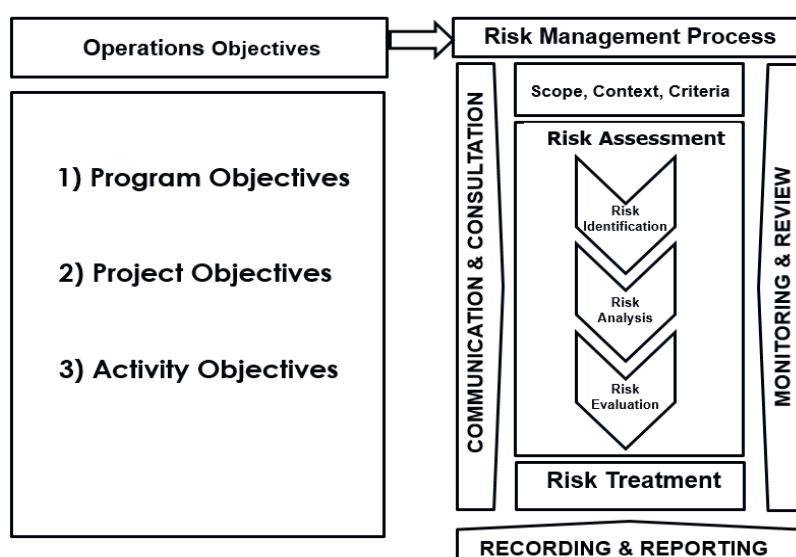 Operations Objectives
1) Program Objectives
2) Project Objectives
3) Activity Objectives
Risk Management Process
COMMUNICATION & CONSULTATION
Scope, Context, Criteria
Risk Assessment
Risk
Identification
Risk
Analysis
Risk
Evaluation
Risk Treatment
MONITORING & REVIEW
RECORDING & REPORTING